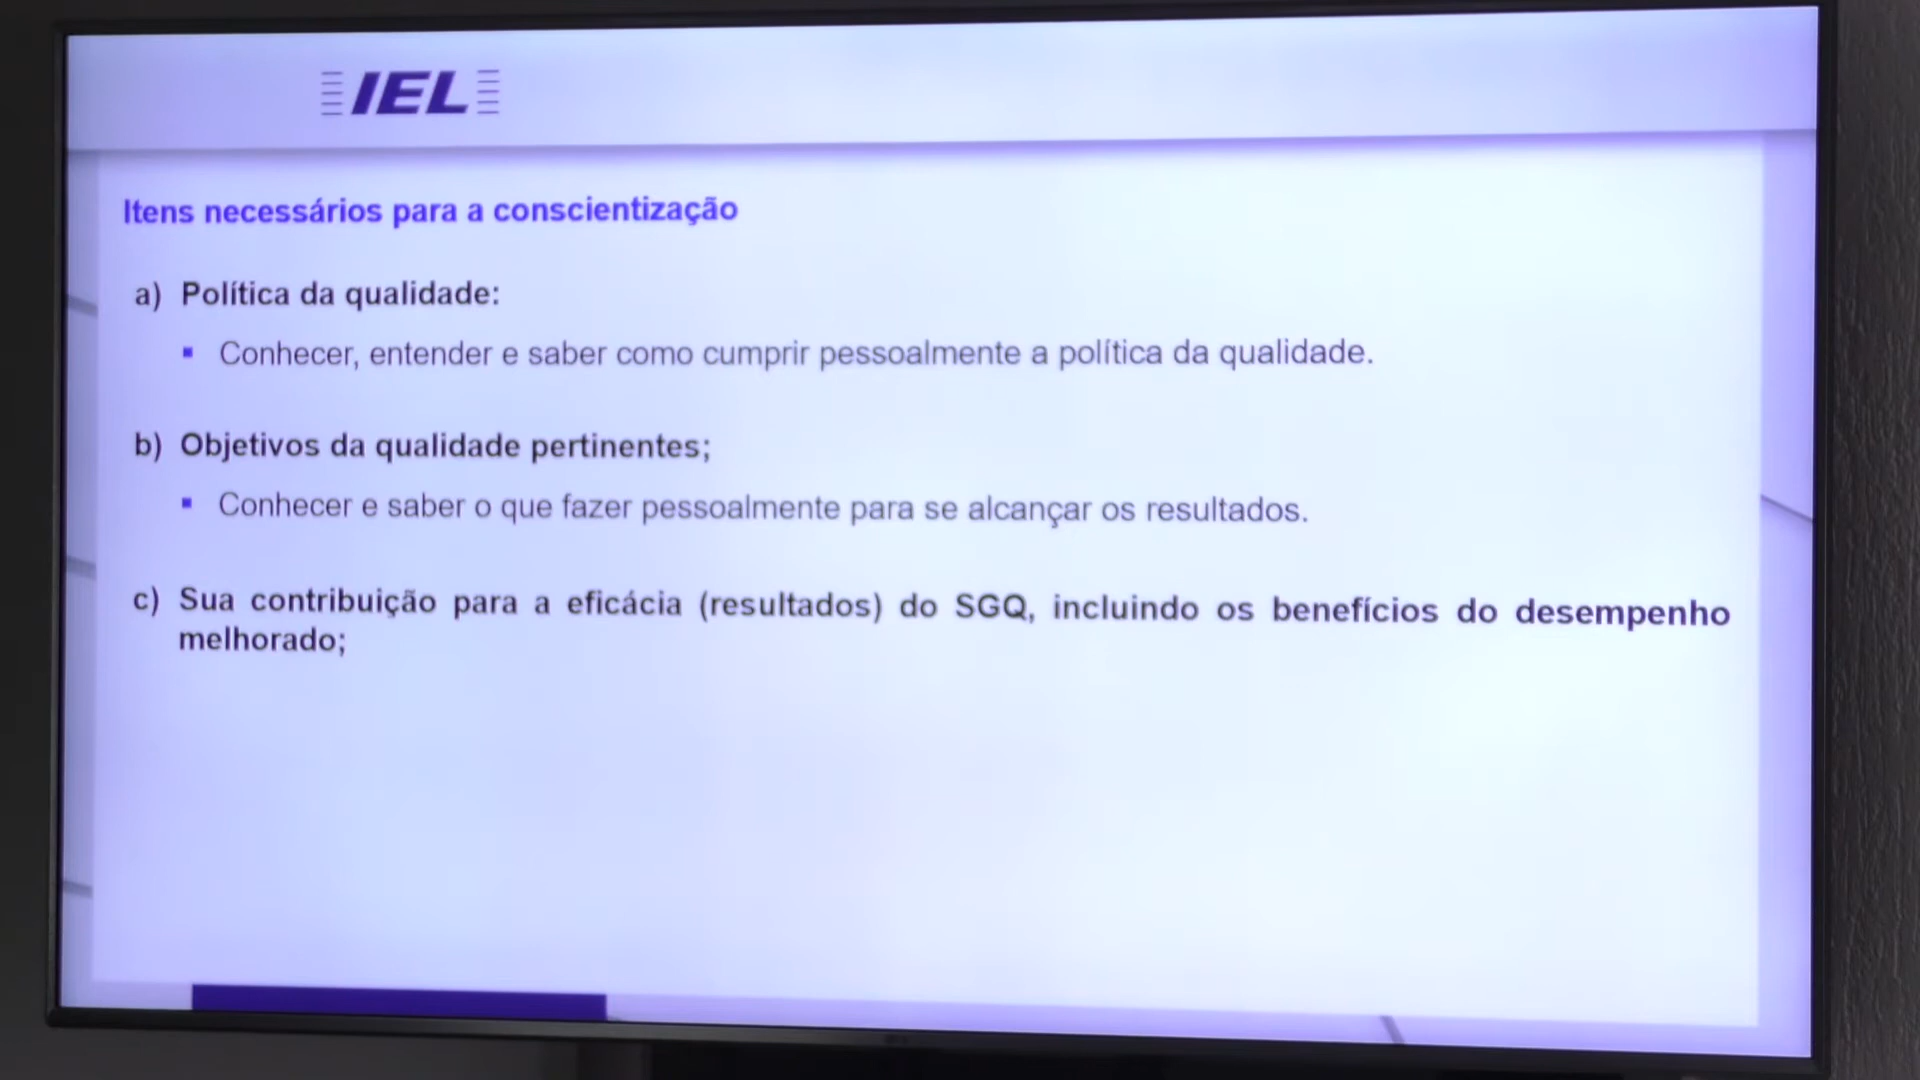 IEL
Itens necessários para a conscientização
a) Política da qualidade:
▪ Conhecer, entender e saber como cumprir pessoalmente a política da qualidade.
b) Objetivos da qualidade pertinentes;
▪ Conhecer e saber o que fazer pessoalmente para se alcançar os resultados.
c) Sua contribuição para a eficácia (resultados) do SGQ, incluindo os benefícios do desempenho
melhorado;